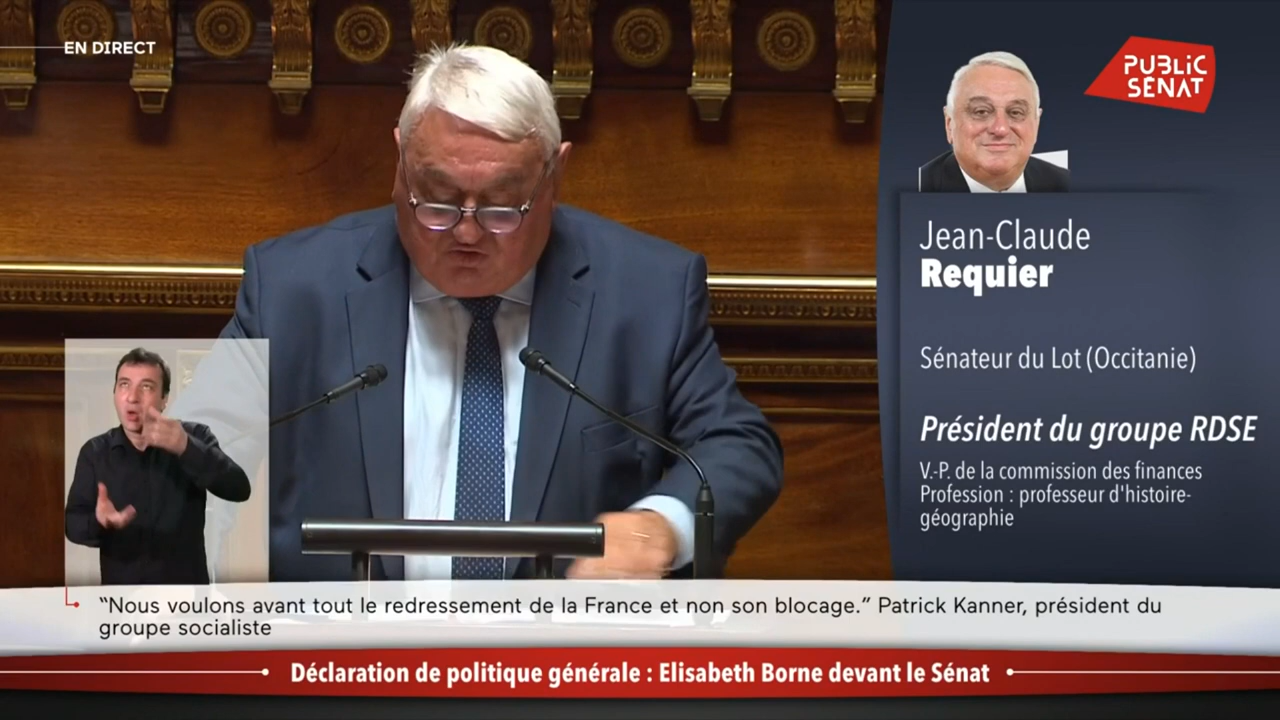 EN DIRECT
PUBLIC
SÉNAT
Jean-Claude
Requier
Sénateur du Lot (Occitanie)
Président du groupe RDSE
V.-P. de la commission des finances
Profession : professeur d'histoire-
géographie
“Nous voulons avant tout le redressement de la France et non son blocage.” Patrick Kanner, président du
groupe socialiste
Déclaration de politique générale : Elisabeth Borne devant le Sénat